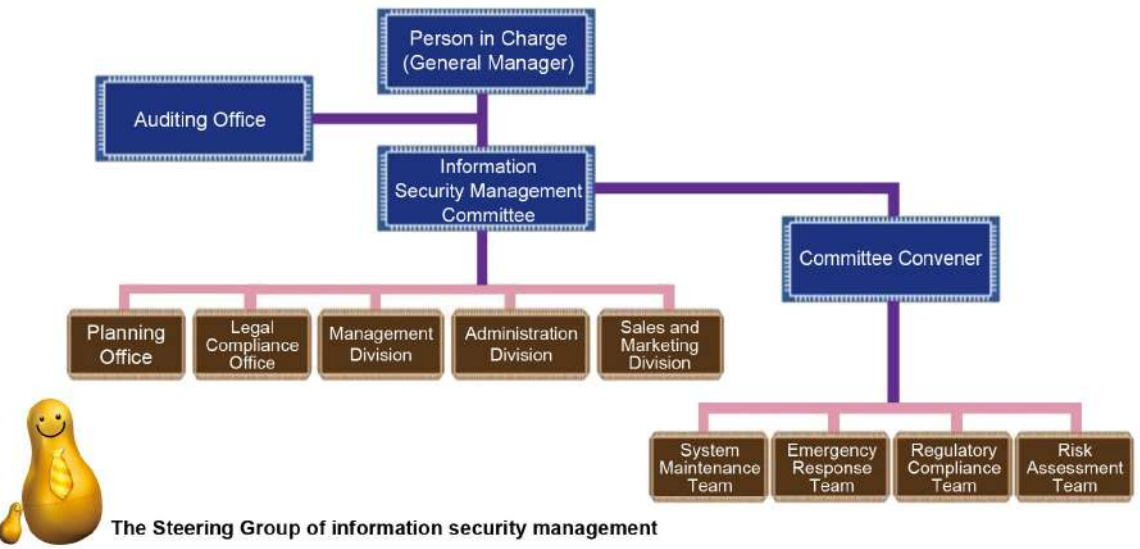 Person in Charge
(General Manager)
Auditing Office
Information
Security Management
Committee
Committee Convener
Planning
Office
Legal
Compliance
Office
Management
Division
Administration
Division
Sales and
Marketing
Division
System
Maintenance
Team
Emergency
Response
Team
Regulatory
Compliance
Team
Risk
Assessment
Team
The Steering Group of information security management